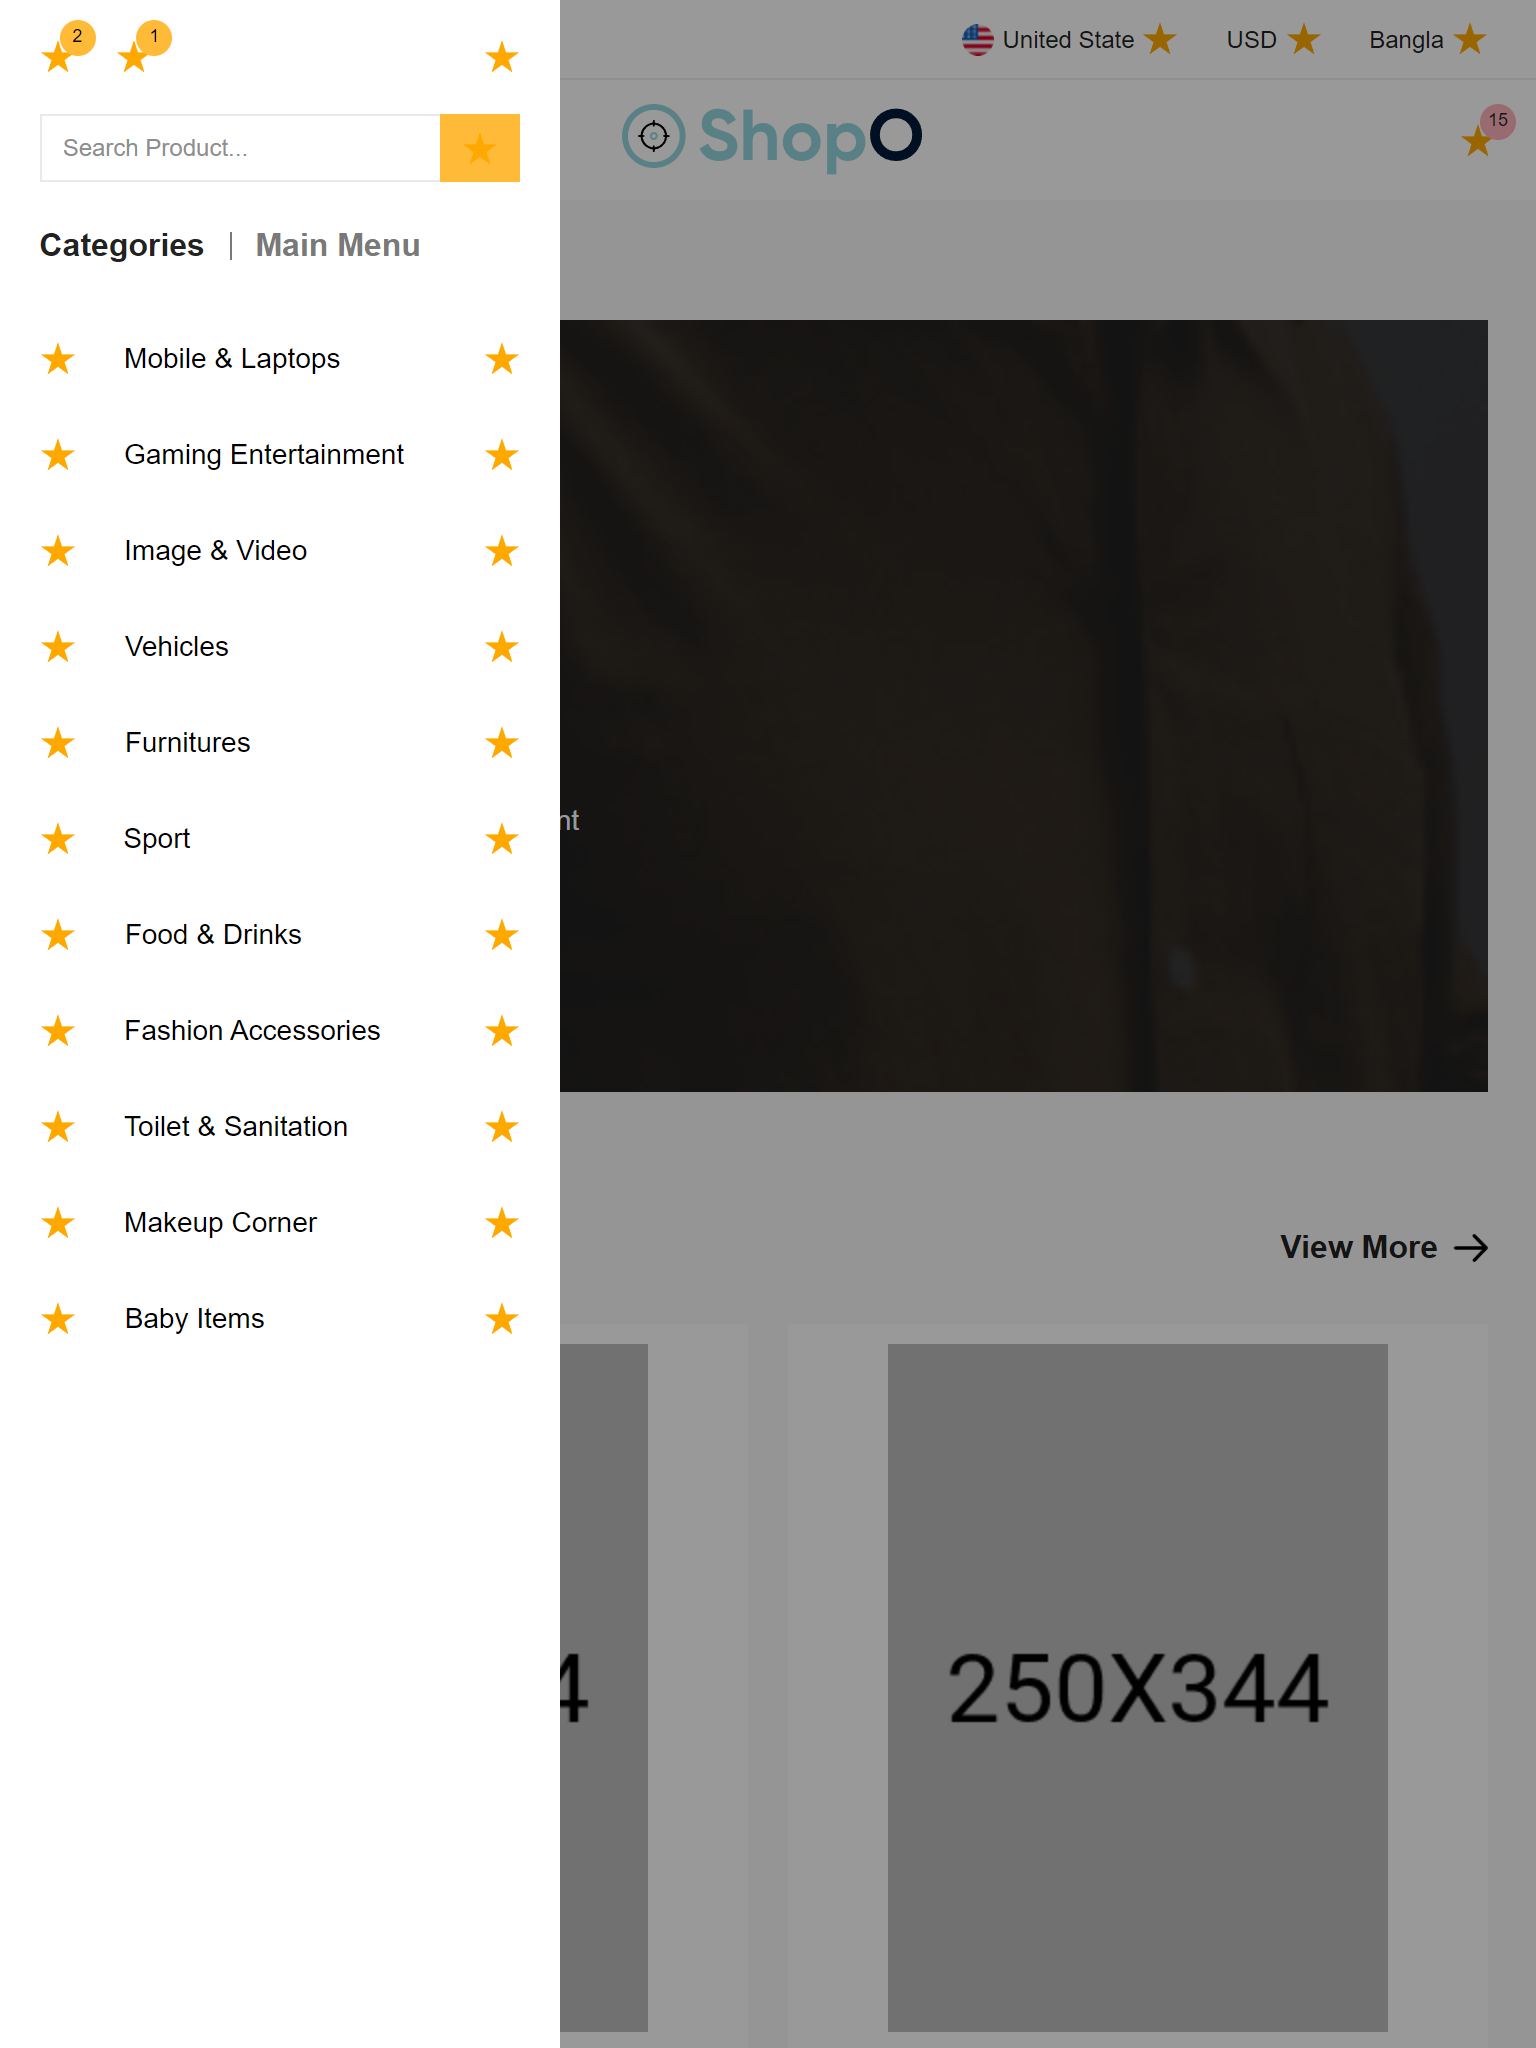 2
1
United State
USD
Bangla
Search Product...
ShopO
15
Categories | Main Menu
Mobile & Laptops
Gaming Entertainment
Image & Video
Vehicles
Furnitures
Sport
nt
Food & Drinks
Fashion Accessories
Toilet & Sanitation
Makeup Corner
View More
Baby Items
4
250X344